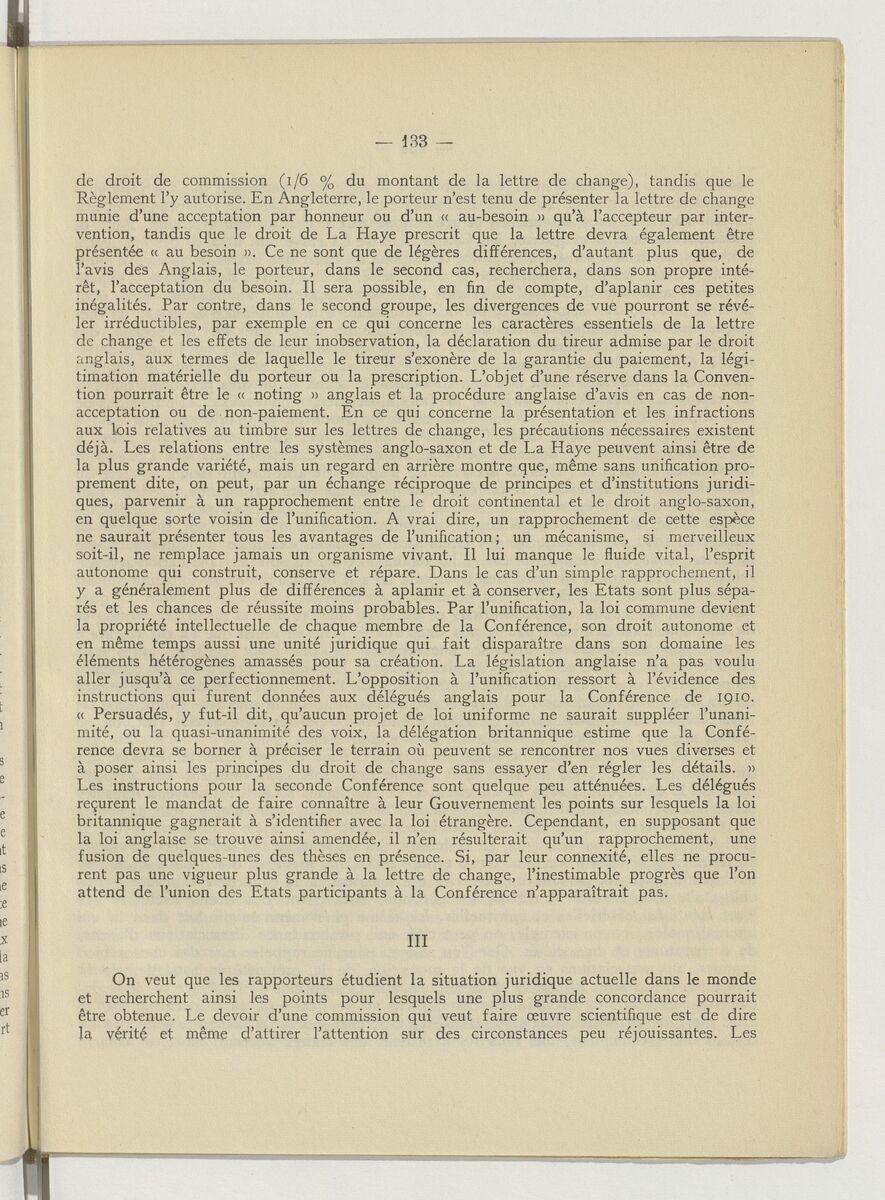 — 133 —
de droit de commission (1/6 % du montant de la lettre de change), tandis que le
Règlement l'y autorise. En Angleterre, le porteur n'est tenu de présenter la lettre de change
munie d'une acceptation par honneur ou d'un « au-besoin » qu'à l'accepteur par inter-
vention, tandis que le droit de La Haye prescrit que la lettre devra également être
présentée « au besoin ». Ce ne sont que de légères différences, d'autant plus que, de
l'avis des Anglais, le porteur, dans le second cas, recherchera, dans son propre inté-
rêt, l'acceptation du besoin. Il sera possible, en fin de compte, d'aplanir ces petites
inégalités. Par contre, dans le second groupe, les divergences de vue pourront se révé-
ler irréductibles, par exemple en ce qui concerne les caractères essentiels de la lettre
de change et les effets de leur inobservation, la déclaration du tireur admise par le droit
anglais, aux termes de laquelle le tireur s'exonère de la garantie du paiement, la légi-
timation matérielle du porteur ou la prescription. L'objet d'une réserve dans la Conven-
tion pourrait être le « noting » anglais et la procédure anglaise d'avis en cas de non-
acceptation ou de non-paiement. En ce qui concerne la présentation et les infractions
aux lois relatives au timbre sur les lettres de change, les précautions nécessaires existent
déjà. Les relations entre les systèmes anglo-saxon et de La Haye peuvent ainsi être de
la plus grande variété, mais un regard en arrière montre que, même sans unification pro-
prement dite, on peut, par un échange réciproque de principes et d'institutions juridi-
ques, parvenir à un rapprochement entre le droit continental et le droit anglo-saxon,
en quelque sorte voisin de l'unification. A vrai dire, un rapprochement de cette espèce
ne saurait présenter tous les avantages de l'unification; un mécanisme, si merveilleux
soit-il, ne remplace jamais un organisme vivant. Il lui manque le fluide vital, l'esprit
autonome qui construit, conserve et répare. Dans le cas d'un simple rapprochement, il
y a généralement plus de différences à aplanir et à conserver, les Etats sont plus sépa-
rés et les chances de réussite moins probables. Par l'unification, la loi commune devient
la propriété intellectuelle de chaque membre de la Conférence, son droit autonome et
en même temps aussi une unité juridique qui fait disparaître dans son domaine les
éléments hétérogènes amassés pour sa création. La législation anglaise n'a pas voulu
aller jusqu'à ce perfectionnement. L'opposition à l'unification ressort à l'évidence des
instructions qui furent données aux délégués anglais pour la Conférence de 1910.
« Persuadés, y fut-il dit, qu'aucun projet de loi uniforme ne saurait suppléer l'unani-
mité, ou la quasi-unanimité des voix, la délégation britannique estime que la Confé-
rence devra se borner à préciser le terrain où peuvent se rencontrer nos vues diverses et
à poser ainsi les principes du droit de change sans essayer d'en régler les détails. »
Les instructions pour la seconde Conférence sont quelque peu atténuées. Les délégués
reçurent le mandat de faire connaître à leur Gouvernement les points sur lesquels la loi
britannique gagnerait à s'identifier avec la loi étrangère. Cependant, en supposant que
la loi anglaise se trouve ainsi amendée, il n'en résulterait qu'un rapprochement, une
fusion de quelques-unes des thèses en présence. Si, par leur connexité, elles ne procu-
rent pas une vigueur plus grande à la lettre de change, l'inestimable progrès que l'on
attend de l'union des Etats participants à la Conférence n'apparaîtrait pas.
III
On veut que les rapporteurs étudient la situation juridique actuelle dans le monde
et recherchent ainsi les points pour lesquels une plus grande concordance pourrait
être obtenue. Le devoir d'une commission qui veut faire œuvre scientifique est de dire
la vérité et même d'attirer l'attention sur des circonstances peu réjouissantes. Les